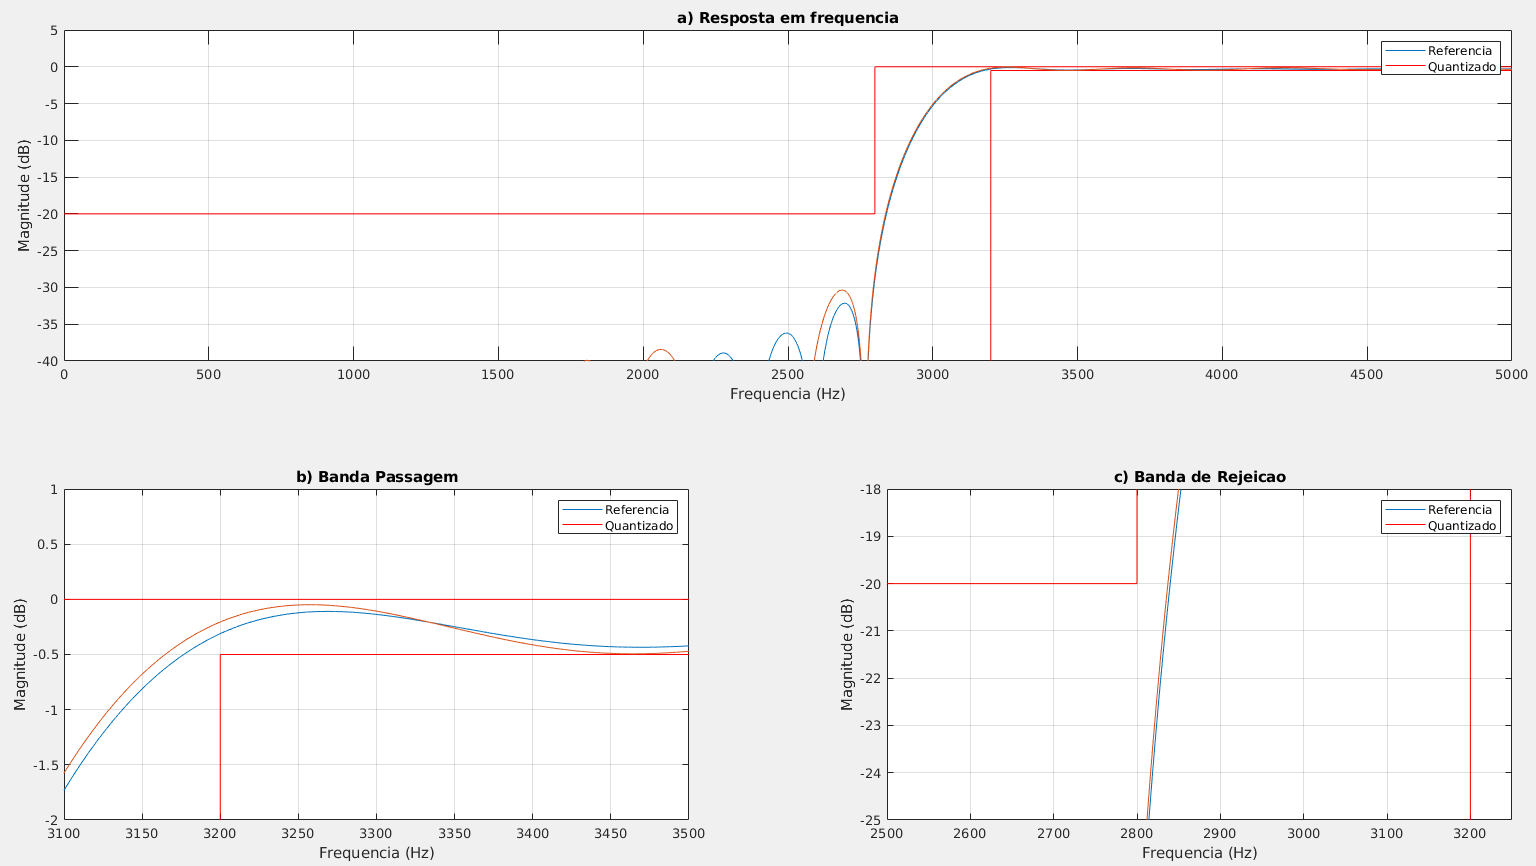 a) Resposta em frequencia
5
0
-5
-10
-15
-20
-25
-30
-35
-40
Magnitude (dB)
Referencia
Quantizado
0 500 1000 1500 2000 2500 3000 3500 4000 4500 5000
Frequencia (Hz)
b) Banda Passagem
1
0.5
0
-0.5
-1
-1.5
-2
Magnitude (dB)
Referencia
Quantizado
3100 3150 3200 3250 3300 3350 3400 3450 3500
Frequencia (Hz)
c) Banda de Rejeicao
-18
-19
-20
-21
-22
-23
-24
-25
Magnitude (dB)
Referencia
Quantizado
2500 2600 2700 2800 2900 3000 3100 3200
Frequencia (Hz)